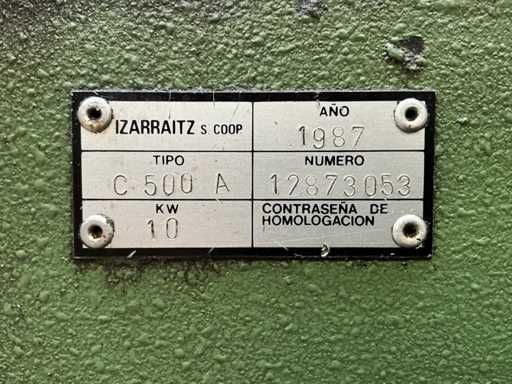 IZARRAITZ S. COOP
AÑO
1987
TIPO
C 500 A
NUMERO
12873053
KW
10
CONTRASEÑA DE
HOMOLOGACION